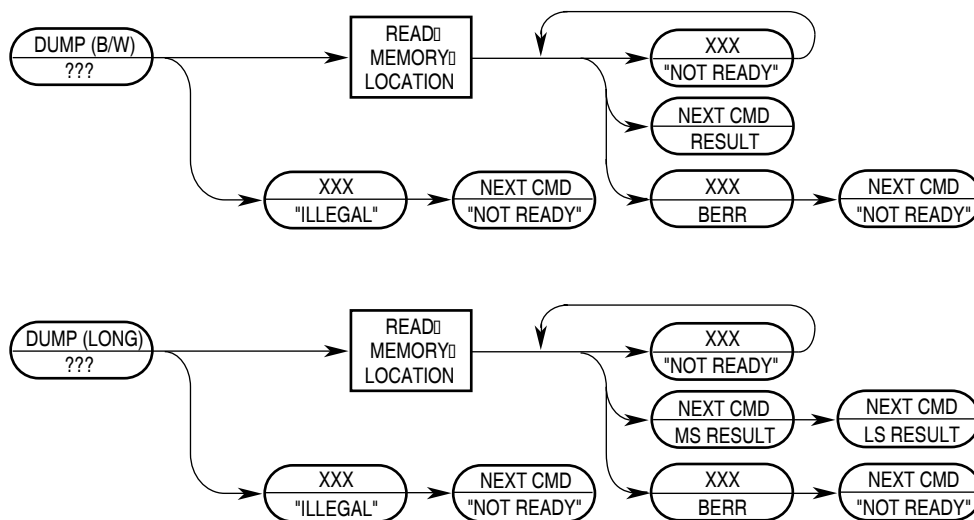 DUMP (B/W)
???
READ
MEMORY
LOCATION
XXX
"NOT READY"
NEXT CMD
RESULT
XXX
"ILLEGAL"
NEXT CMD
"NOT READY"
XXX
BERR
NEXT CMD
"NOT READY"
DUMP (LONG)
???
READ
MEMORY
LOCATION
XXX
"NOT READY"
NEXT CMD
MS RESULT
NEXT CMD
LS RESULT
XXX
"ILLEGAL"
NEXT CMD
"NOT READY"
XXX
BERR
NEXT CMD
"NOT READY"